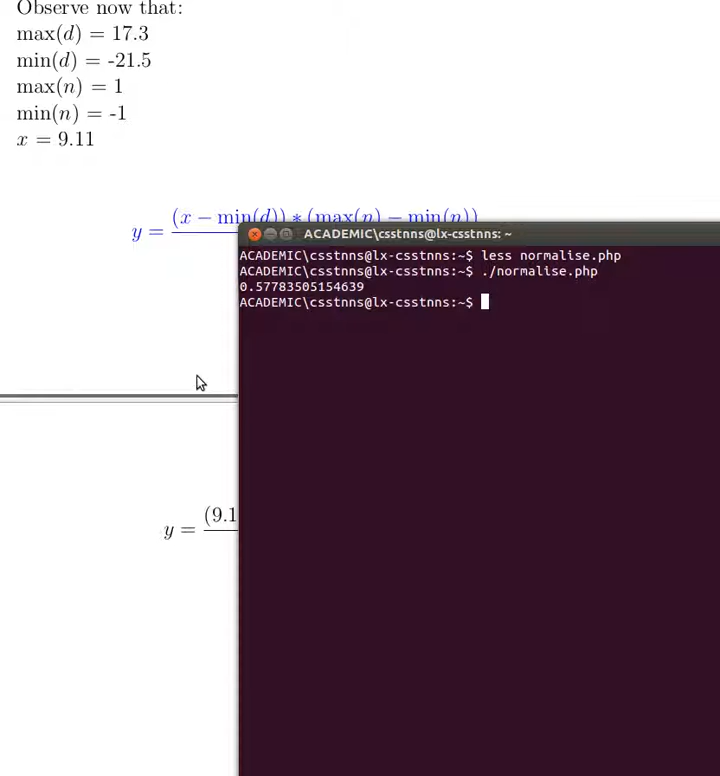 Observe now that:
max(d) = 17.3
min(d) = -21.5
max(n) = 1
min(n) = -1
x = 9.11
y = (x − min(d)) ∗ (max(n) − min(n))
ACADEMIC\csstnns@lx-csstnns: ~
ACADEMIC\csstnns@lx-csstnns:~$ less normalise.php
ACADEMIC\csstnns@lx-csstnns:~$ ./normalise.php
0.57783505154639
ACADEMIC\csstnns@lx-csstnns:~$
y = (9.1